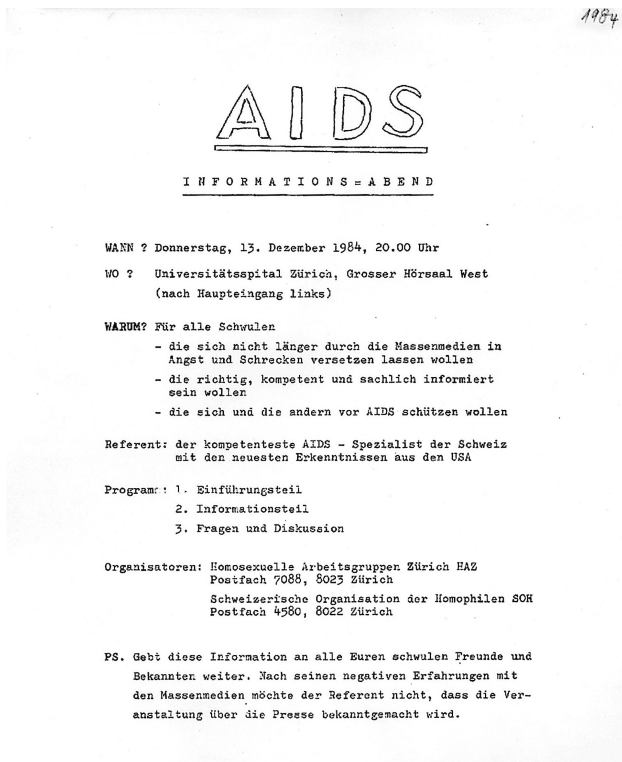 1984
AIDS
INFORMATIONS=ABEND
WANN ? Donnerstag, 13. Dezember 1984, 20.00 Uhr
WO ? Universitätsspital Zürich, Grosser Hörsaal West
(nach Haupteingang links)
WARUM? Für alle Schwulen
- die sich nicht länger durch die Massenmedien in
Angst und Schrecken versetzen lassen wollen
- die richtig, kompetent und sachlich informiert
sein wollen
- die sich und die andern vor AIDS schützen wollen
Referent: der kompetenteste AIDS - Spezialist der Schweiz
mit den neuesten Erkenntnissen aus den USA
Programm: 1. Einführungsteil
2. Informationsteil
3. Fragen und Diskussion
Organisatoren: Homosexuelle Arbeitsgruppen Zürich HAZ
Postfach 7088, 8023 Zürich
Schweizerische Organisation der Homophilen SOH
Postfach 4580, 8022 Zürich
PS. Gebt diese Information an alle Euren schwulen Freunde und
Bekannten weiter. Nach seinen negativen Erfahrungen mit
den Massenmedien möchte der Referent nicht, dass die Ver-
anstaltung über die Presse bekanntgemacht wird.